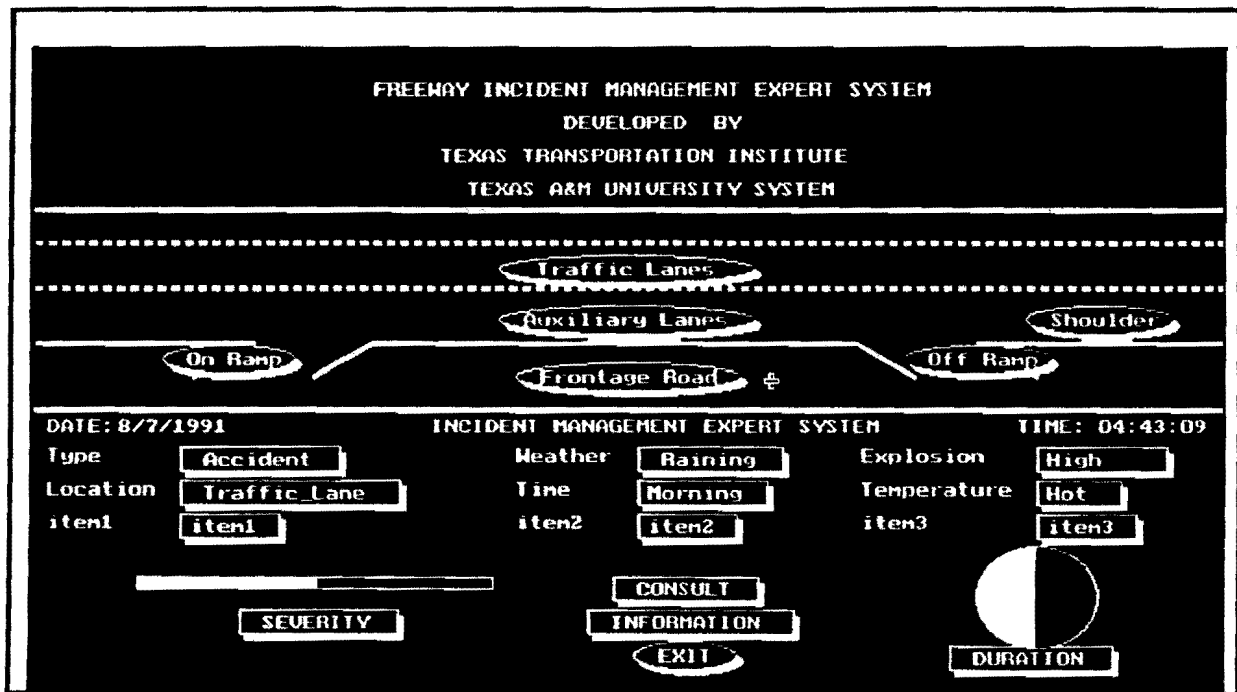 FREEWAY INCIDENT MANAGEMENT EXPERT SYSTEM
DEVELOPED BY
TEXAS TRANSPORTATION INSTITUTE
TEXAS A&M UNIVERSITY SYSTEM
Traffic Lanes
Auxiliary Lanes
Shoulder
On Ramp
Off Ramp
Frontage Road
DATE: 8/7/1991 INCIDENT MANAGEMENT EXPERT SYSTEM TIME: 04:43:09
Type Accident Weather Raining Explosion High
Location Traffic_Lane Time Morning Temperature Hot
item1 item1 item2 item2 item3 item3
CONSULT
SEVERITY INFORMATION
EXIT DURATION